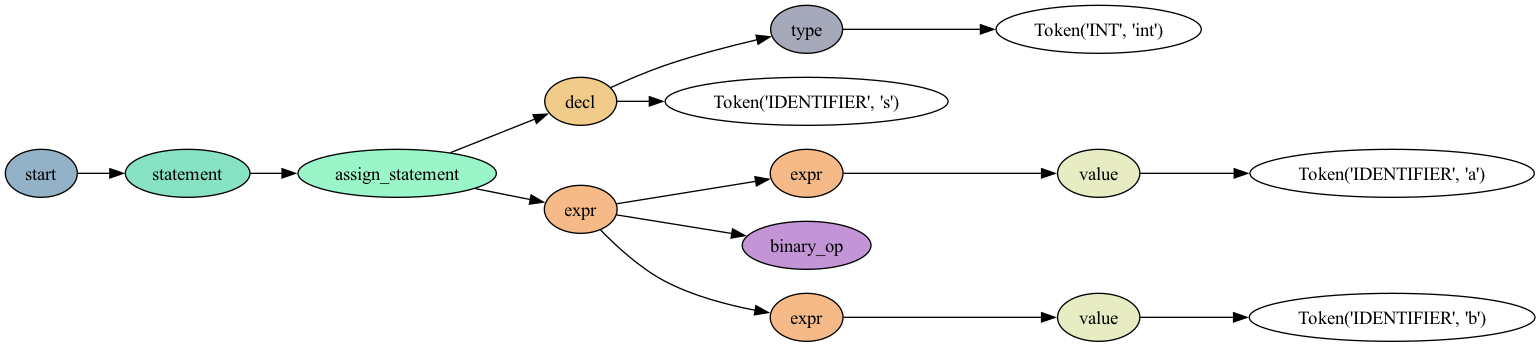 type
Token('INT', 'int')
decl
Token('IDENTIFIER', 's')
start
statement
assign_statement
expr
value
Token('IDENTIFIER', 'a')
expr
binary_op
expr
value
Token('IDENTIFIER', 'b')